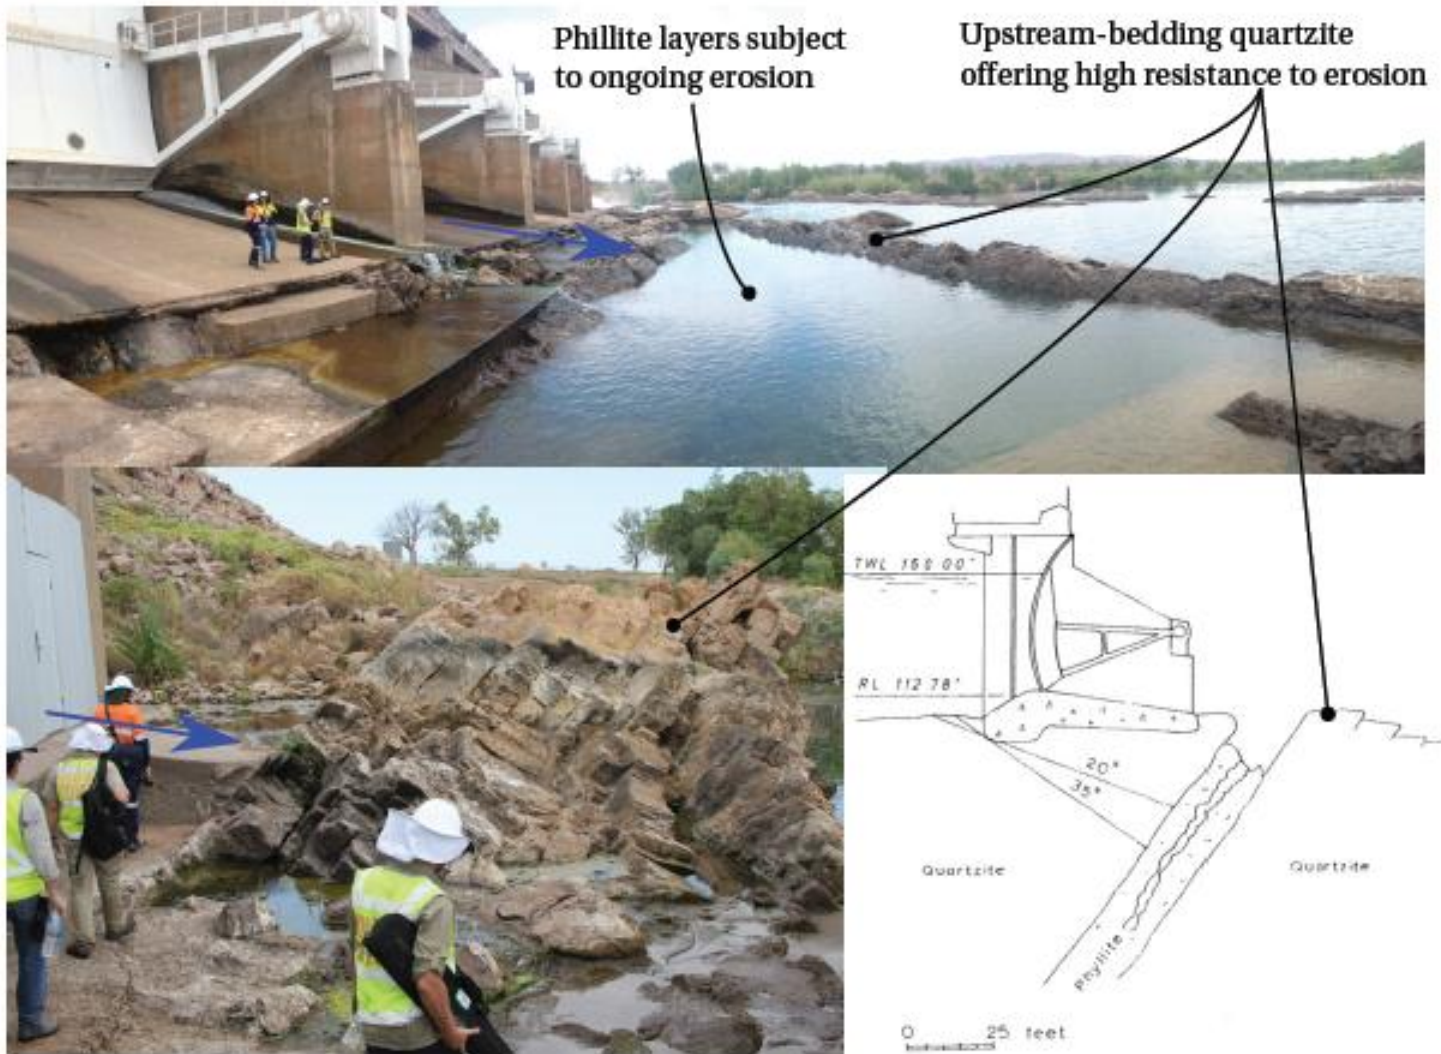 Phillite layers subject
to ongoing erosion
Upstream-bedding quartzite
offering high resistance to erosion
TWL 158 00'
RL 112 78'
20°
35°
Quartzite
Quartzite
Phyllite
0 25 feet